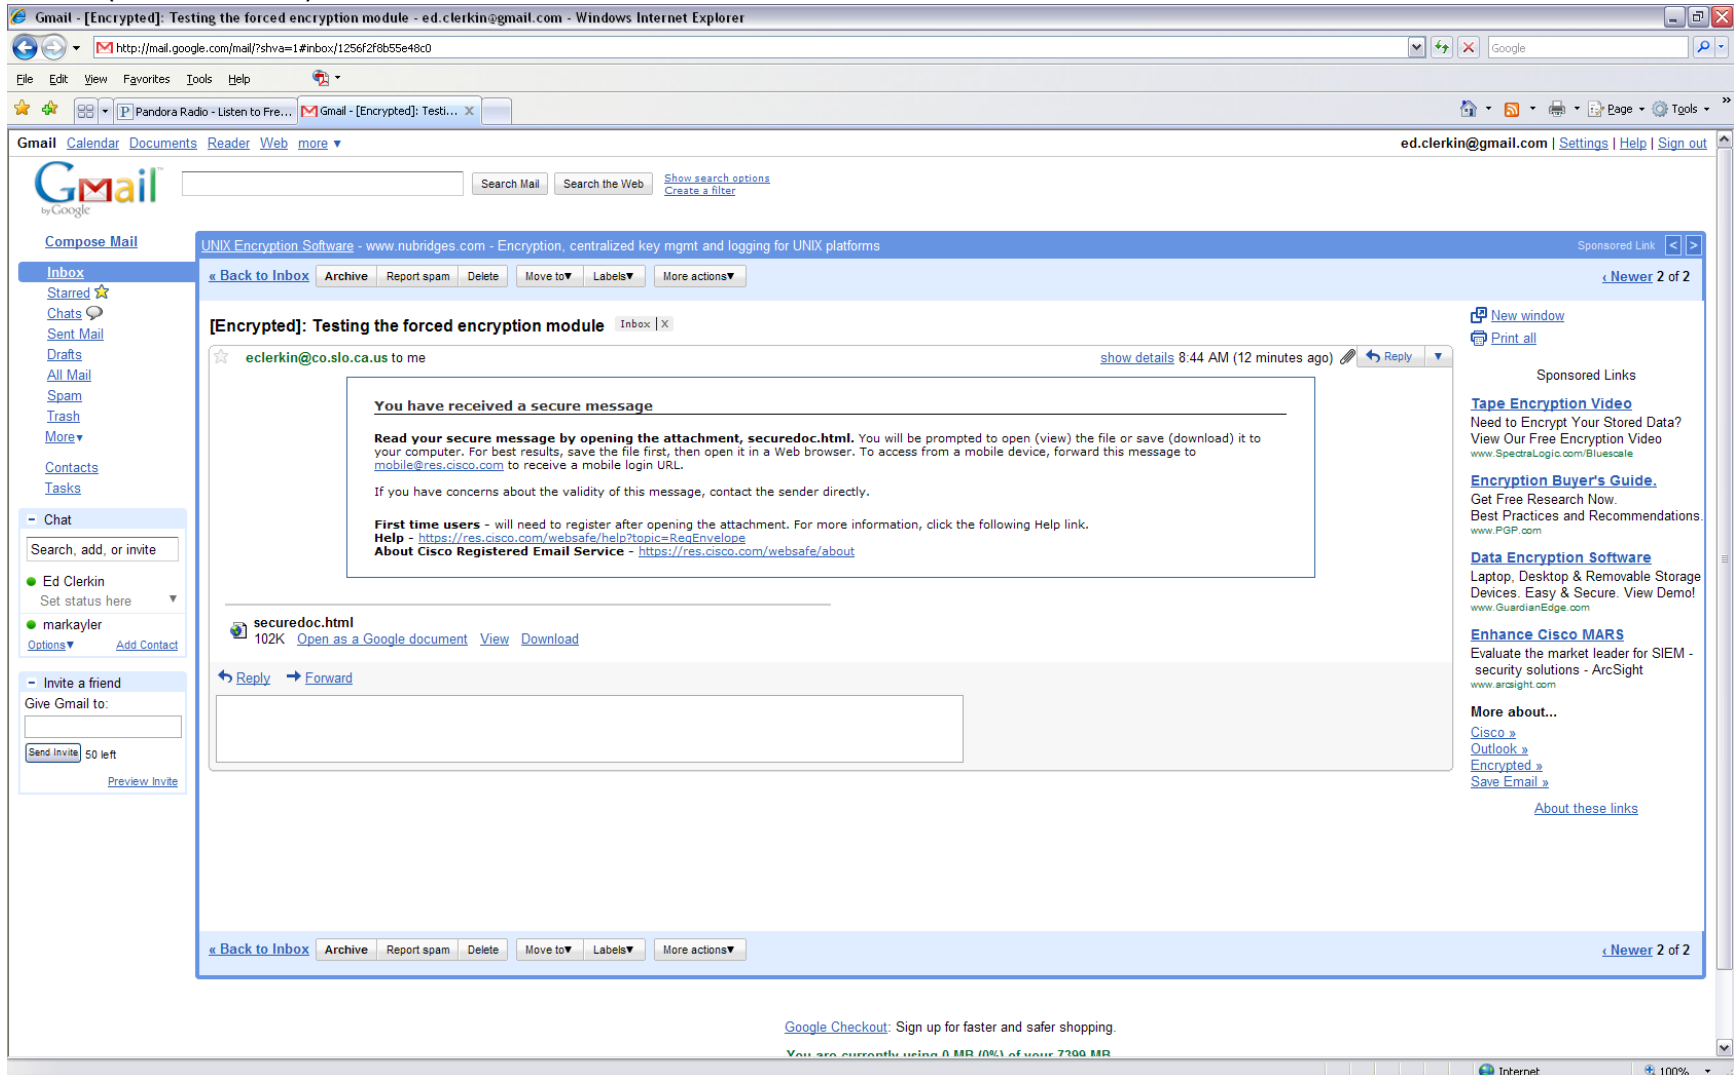 Gmail - [Encrypted]: Testing the forced encryption module - ed.clerkin@gmail.com - Windows Internet Explorer
http://mail.google.com/mail/?shva=1#inbox/1256f2f8b55e48c0
Google
File Edit View Favorites Tools Help
Pandora Radio - Listen to Fre... Gmail - [Encrypted]: Testi... X
Page Tools »
Gmail Calendar Documents Reader Web more ▼
ed.clerkin@gmail.com | Settings | Help | Sign out
Gmail
by Google
Search Mail Search the Web
Show search options
Create a filter
Compose Mail
Inbox
Starred
Chats
Sent Mail
Drafts
All Mail
Spam
Trash
More▼
Contacts
Tasks
− Chat
Search, add, or invite
Ed Clerkin
Set status here ▼
markayler
Options▼ Add Contact
− Invite a friend
Give Gmail to:
Send Invite 50 left
Preview Invite
UNIX Encryption Software - www.nubridges.com - Encryption, centralized key mgmt and logging for UNIX platforms
Sponsored Link < >
« Back to Inbox Archive Report spam Delete Move to▼ Labels▼ More actions▼
‹ Newer 2 of 2
[Encrypted]: Testing the forced encryption module Inbox | X
eclerkin@co.slo.ca.us to me
show details 8:44 AM (12 minutes ago) Reply ▼
You have received a secure message
Read your secure message by opening the attachment, securedoc.html. You will be prompted to open (view) the file or save (download) it to
your computer. For best results, save the file first, then open it in a Web browser. To access from a mobile device, forward this message to
mobile@res.cisco.com to receive a mobile login URL.
If you have concerns about the validity of this message, contact the sender directly.
First time users - will need to register after opening the attachment. For more information, click the following Help link.
Help - https://res.cisco.com/websafe/help?topic=RegEnvelope
About Cisco Registered Email Service - https://res.cisco.com/websafe/about
securedoc.html
102K Open as a Google document View Download
Reply Forward
New window
Print all
Sponsored Links
Tape Encryption Video
Need to Encrypt Your Stored Data?
View Our Free Encryption Video
www.SpectraLogic.com/Bluescale
Encryption Buyer's Guide.
Get Free Research Now.
Best Practices and Recommendations.
www.PGP.com
Data Encryption Software
Laptop, Desktop & Removable Storage
Devices. Easy & Secure. View Demo!
www.GuardianEdge.com
Enhance Cisco MARS
Evaluate the market leader for SIEM -
security solutions - ArcSight
www.arcsight.com
More about...
Cisco »
Outlook »
Encrypted »
Save Email »
About these links
« Back to Inbox Archive Report spam Delete Move to▼ Labels▼ More actions▼
‹ Newer 2 of 2
Google Checkout: Sign up for faster and safer shopping.
You are currently using 0 MB (0%) of your 7399 MB
Internet 100%